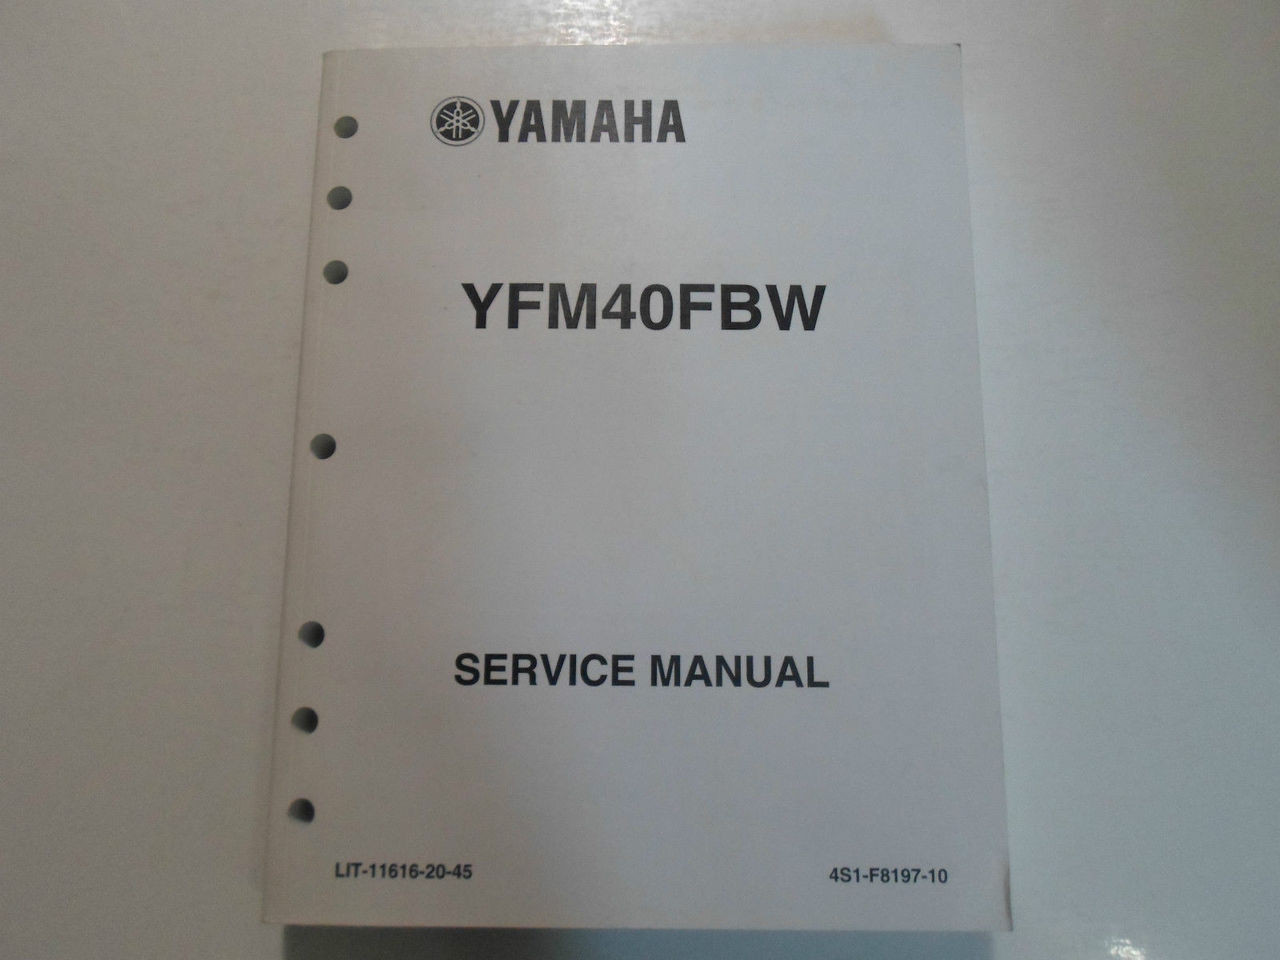 YAMAHA
YFM40FBW
SERVICE MANUAL
LIT-11616-20-45
4S1-F8197-10